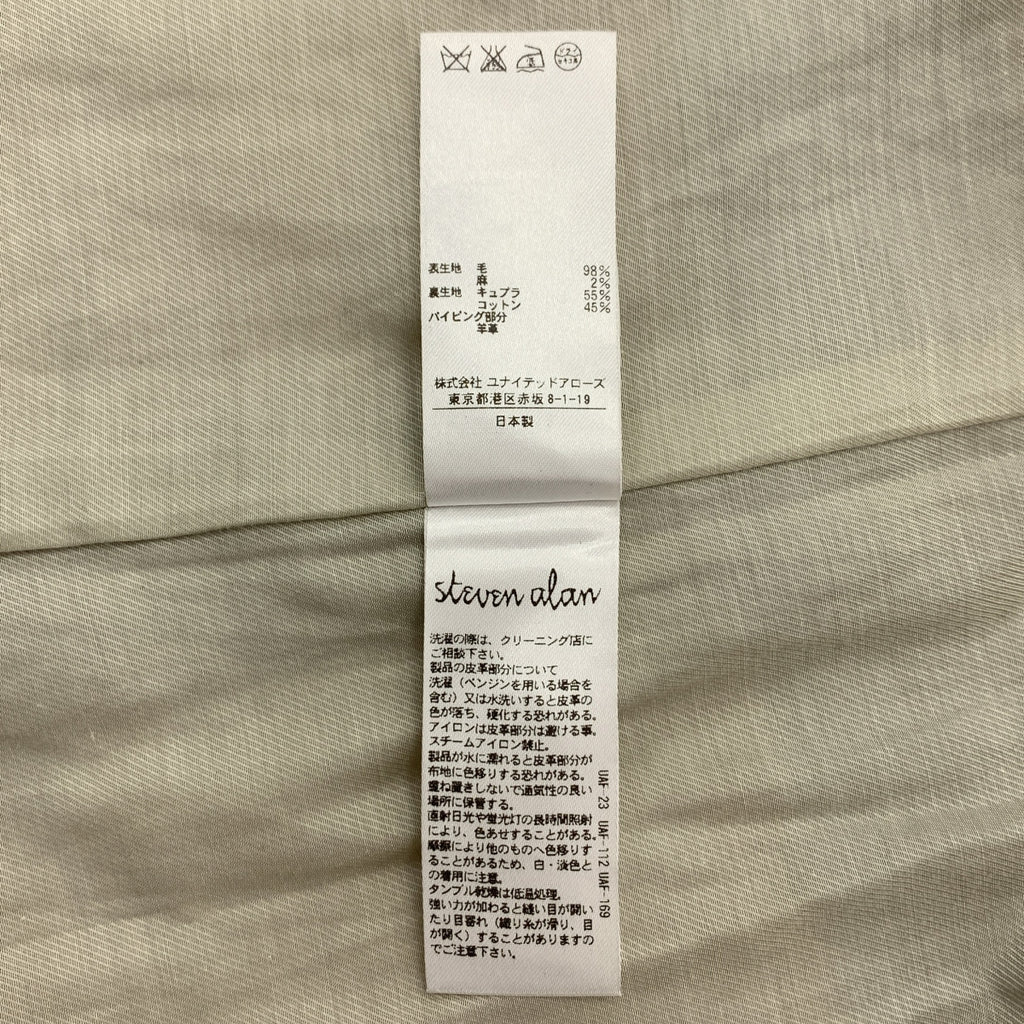 ドライ
セキユ系
表生地 毛 98%
麻 2%
裏生地 キュプラ 55%
コットン 45%
パイピング部分
羊革
株式会社 ユナイテッドアローズ
東京都港区赤坂 8-1-19
日本製
steven alan
洗濯の際は、クリーニング店に
ご相談下さい。
製品の皮革部分について
洗濯（ベンジンを用いる場合を
含む）又は水洗いすると皮革の
色が落ち、硬化する恐れがある。
アイロンは皮革部分は避ける事。
スチームアイロン禁止。
製品が水に濡れると皮革部分が
布地に色移りする恐れがある。
重ね置きしないで通気性の良い
場所に保管する。
直射日光や蛍光灯の長時間照射
により、色あせすることがある。
摩擦により他のものへ色移りす
ることがあるため、白・淡色と
の着用に注意。
タンブル乾燥は低温処理。
強い力が加わると縫い目が開い
たり目寄れ（織り糸が滑り、目
が開く）することがありますの
でご注意下さい。
UAF-23 UAF-112 UAF-169